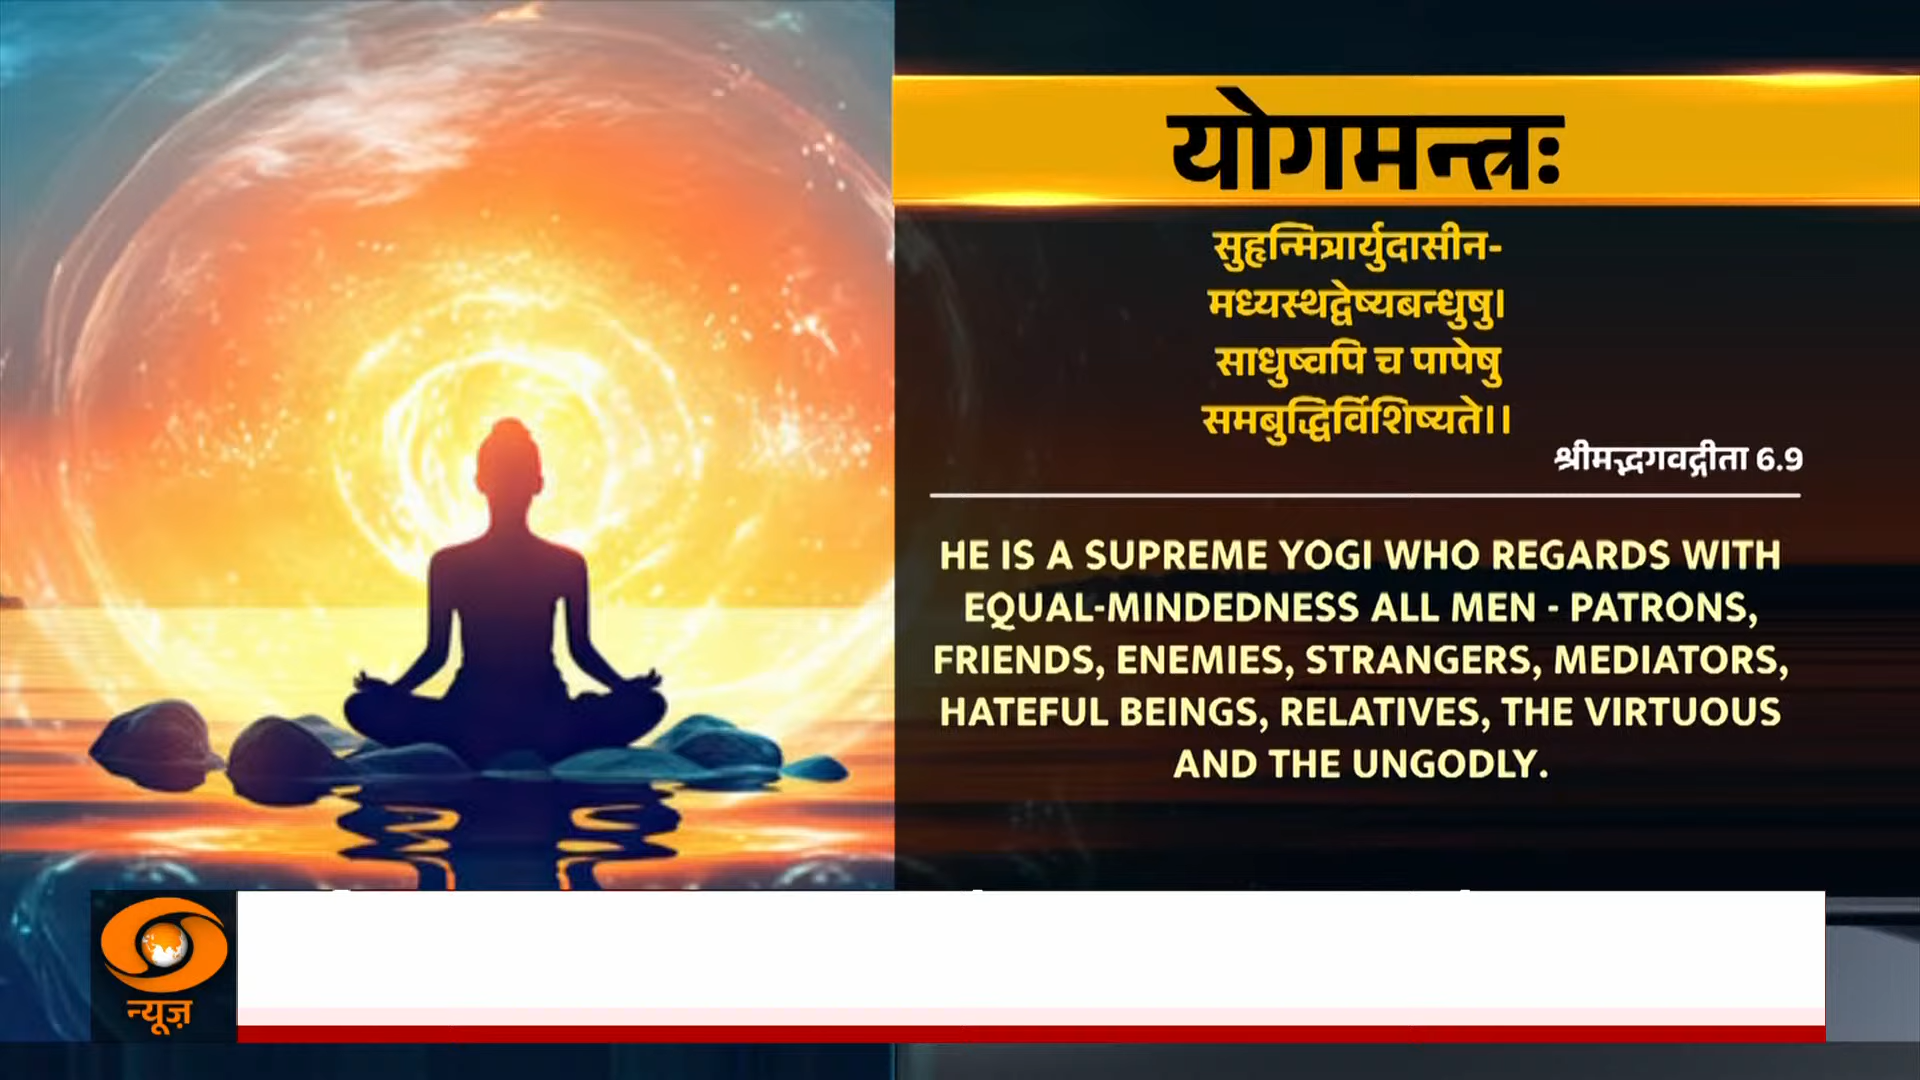 योगमन्त्रः
सुहृन्मित्रार्युदासीन-
मध्यस्थद्वेष्यबन्धुषु।
साधुष्वपि च पापेषु
समबुद्धिर्विशिष्यते।।
श्रीमद्भगवद्गीता 6.9
HE IS A SUPREME YOGI WHO REGARDS WITH
EQUAL-MINDEDNESS ALL MEN - PATRONS,
FRIENDS, ENEMIES, STRANGERS, MEDIATORS,
HATEFUL BEINGS, RELATIVES, THE VIRTUOUS
AND THE UNGODLY.
न्यूज़